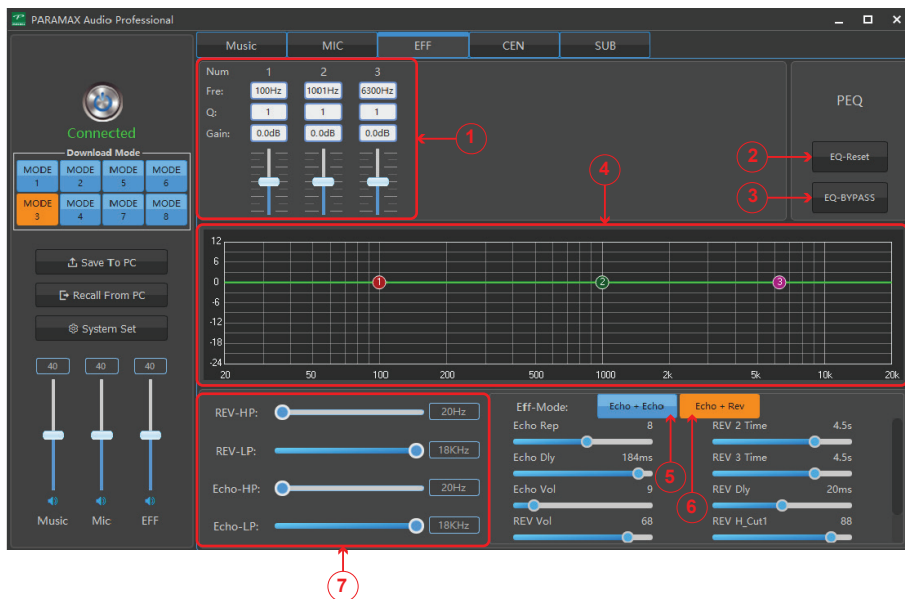 PARAMAX Audio Professional
Music MIC EFF CEN SUB
Connected
Download Mode
MODE 1 MODE 2 MODE 5 MODE 6
MODE 3 MODE 4 MODE 7 MODE 8
Save To PC
Recall From PC
System Set
40 40 40
Music Mic EFF
Num 1 2 3
Fre: 100Hz 1001Hz 6300Hz
Q: 1 1 1
Gain: 0.0dB 0.0dB 0.0dB
1
PEQ
2 EQ-Reset
3 EQ-BYPASS
4
12
6
0 1 2 3
-6
-12
-18
-24
20 50 100 200 500 1000 2k 5k 10k 20k
REV-HP: 20Hz
REV-LP: 18KHz
Echo-HP: 20Hz
Echo-LP: 18KHz
7
Eff-Mode: Echo + Echo Echo + Rev
Echo Rep 8 REV 2 Time 4.5s
Echo Dly 184ms REV 3 Time 4.5s
5
Echo Vol 9 REV Dly 20ms
6
REV Vol 68 REV H_Cut1 88